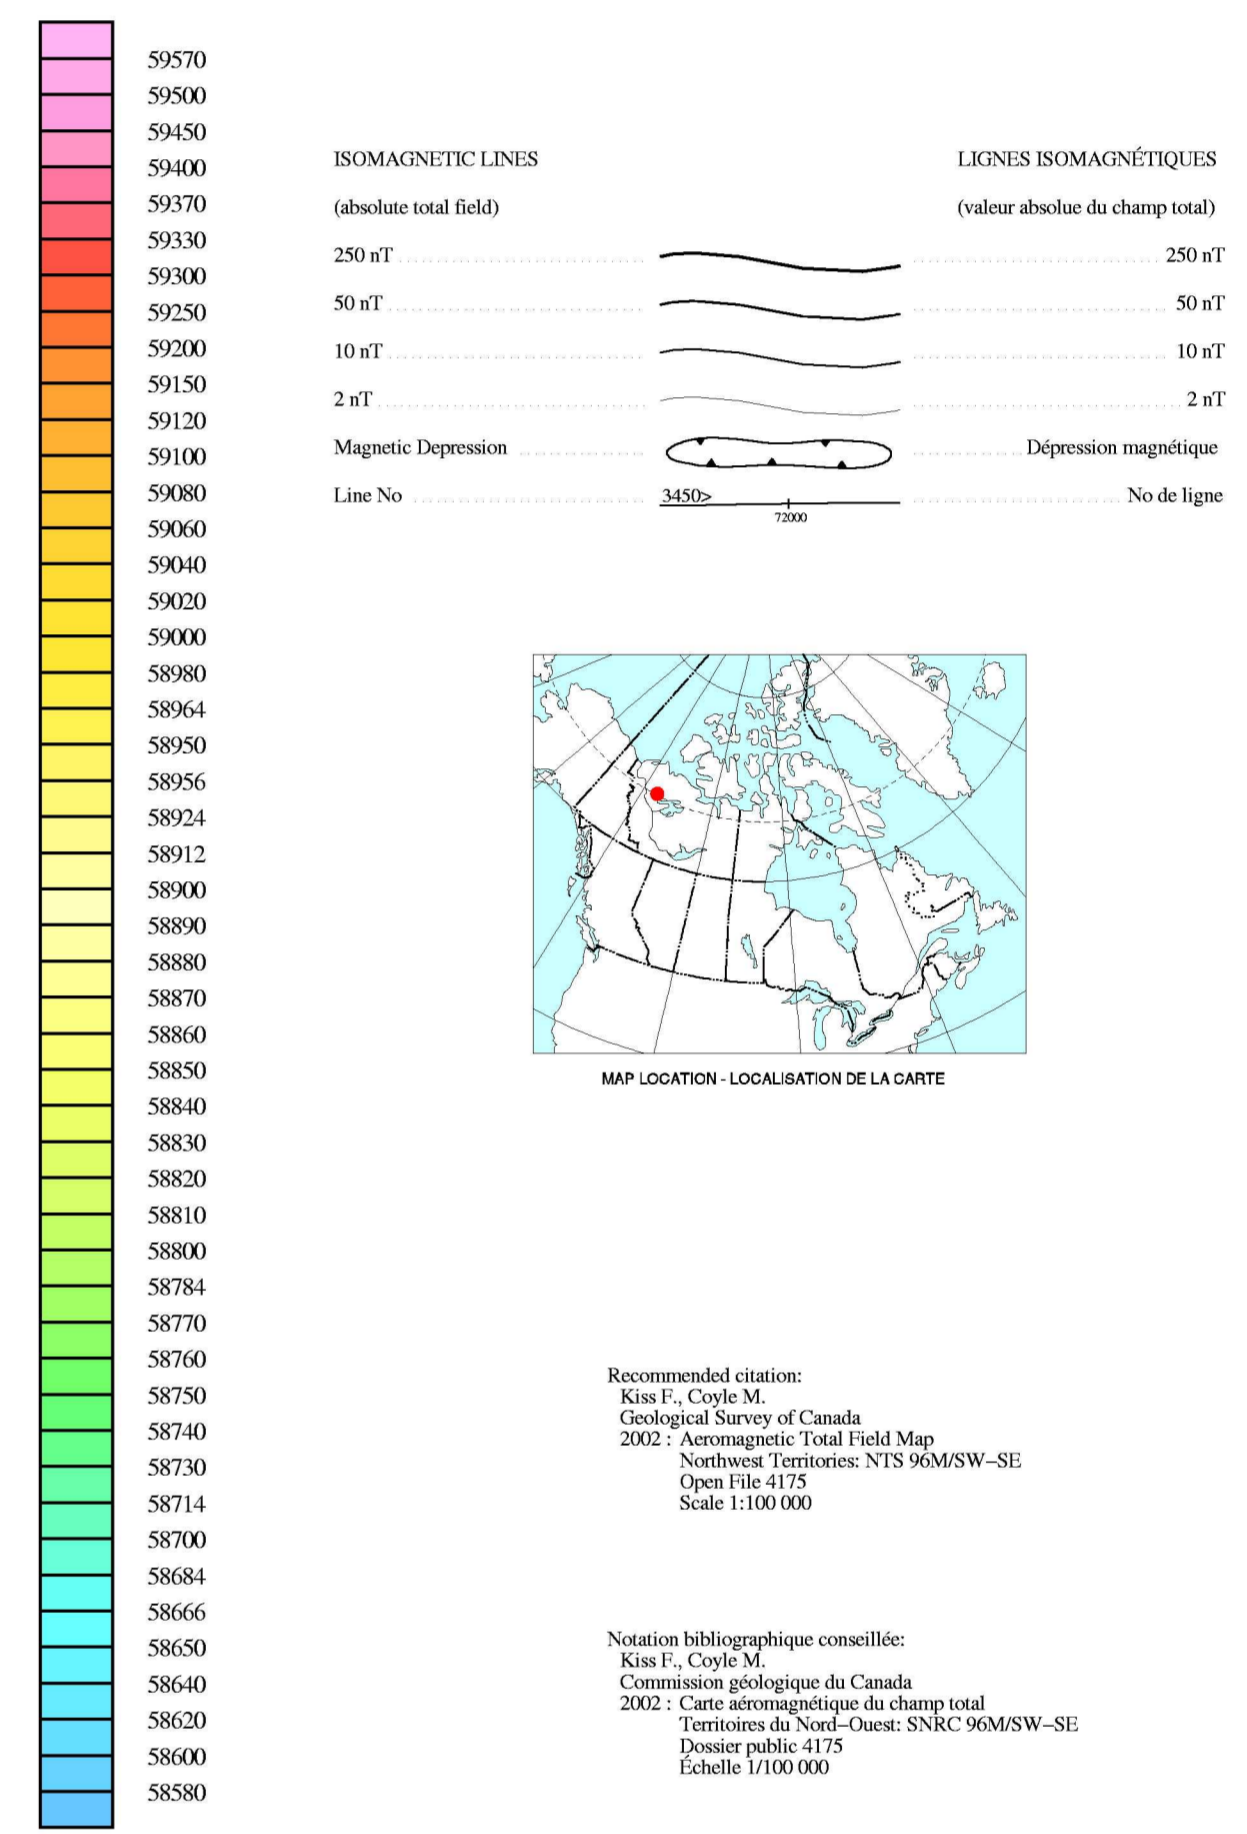 59570
59500
59450
59400
59370
59330
59300
59250
59200
59150
59120
59100
59080
59060
59040
59020
59000
58980
58964
58950
58956
58924
58912
58900
58890
58880
58870
58860
58850
58840
58830
58820
58810
58800
58784
58770
58760
58750
58740
58730
58714
58700
58684
58666
58650
58640
58620
58600
58580
ISOMAGNETIC LINES LIGNES ISOMAGNÉTIQUES
(absolute total field) (valeur absolue du champ total)
250 nT 250 nT
50 nT 50 nT
10 nT 10 nT
2 nT 2 nT
Magnetic Depression Dépression magnétique
Line No 3450> No de ligne
72000
MAP LOCATION - LOCALISATION DE LA CARTE
Recommended citation:
Kiss F., Coyle M.
Geological Survey of Canada
2002 : Aeromagnetic Total Field Map
Northwest Territories: NTS 96M/SW–SE
Open File 4175
Scale 1:100 000
Notation bibliographique conseillée:
Kiss F., Coyle M.
Commission géologique du Canada
2002 : Carte aéromagnétique du champ total
Territoires du Nord–Ouest: SNRC 96M/SW–SE
Dossier public 4175
Échelle 1/100 000